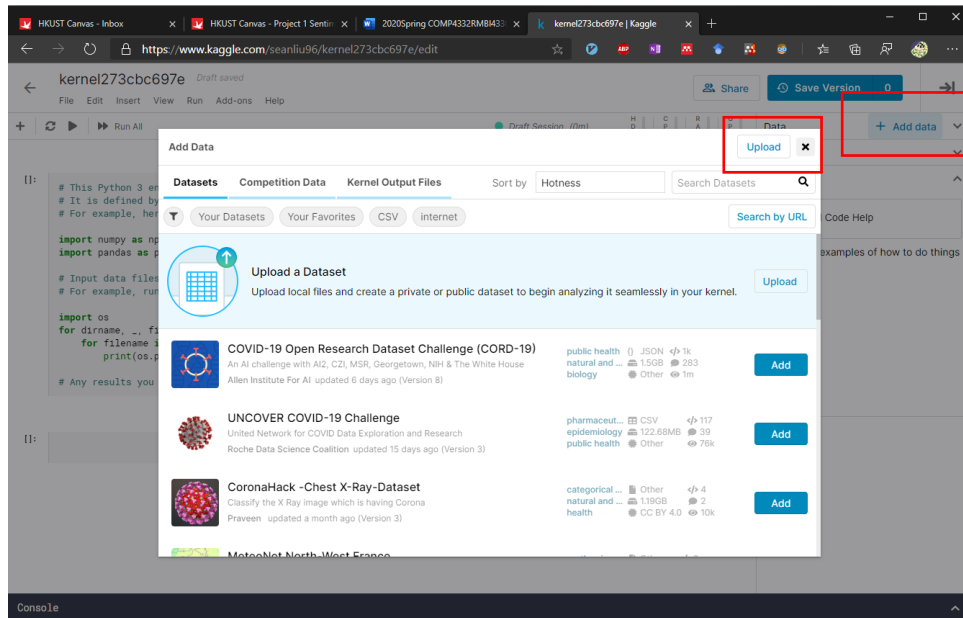 HKUST Canvas - Inbox
HKUST Canvas - Project 1 Sentin
2020Spring COMP4332RMBI433
kernel273cbc697e | Kaggle
https://www.kaggle.com/seanliu96/kernel273cbc697e/edit
kernel273cbc697e Draft saved
File Edit Insert View Run Add-ons Help
Share
Save Version 0
Run All
Draft Session (0m)
Data
+ Add data
Add Data
Upload
Datasets Competition Data Kernel Output Files
Sort by Hotness
Search Datasets
Your Datasets Your Favorites CSV internet
Search by URL
Upload a Dataset
Upload local files and create a private or public dataset to begin analyzing it seamlessly in your kernel.
Upload
COVID-19 Open Research Dataset Challenge (CORD-19)
An AI challenge with AI2, CZI, MSR, Georgetown, NIH & The White House
Allen Institute For AI updated 6 days ago (Version 8)
public health {} JSON </> 1k
natural and ... 1.5GB 283
biology Other 1m
Add
UNCOVER COVID-19 Challenge
United Network for COVID Data Exploration and Research
Roche Data Science Coalition updated 15 days ago (Version 3)
pharmaceut... CSV </> 117
epidemiology 122.68MB 39
public health Other 76k
Add
CoronaHack -Chest X-Ray-Dataset
Classify the X Ray image which is having Corona
Praveen updated a month ago (Version 3)
categorical ... Other </> 4
natural and ... 1.19GB 2
health CC BY 4.0 10k
Add
MeteoNet North-West France
[]:
# This Python 3 en
# It is defined by
# For example, her
import numpy as np
import pandas as p
# Input data files
# For example, run
import os
for dirname, _, fi
for filename i
print(os.p
# Any results you
[]:
Code Help
examples of how to do things
Console